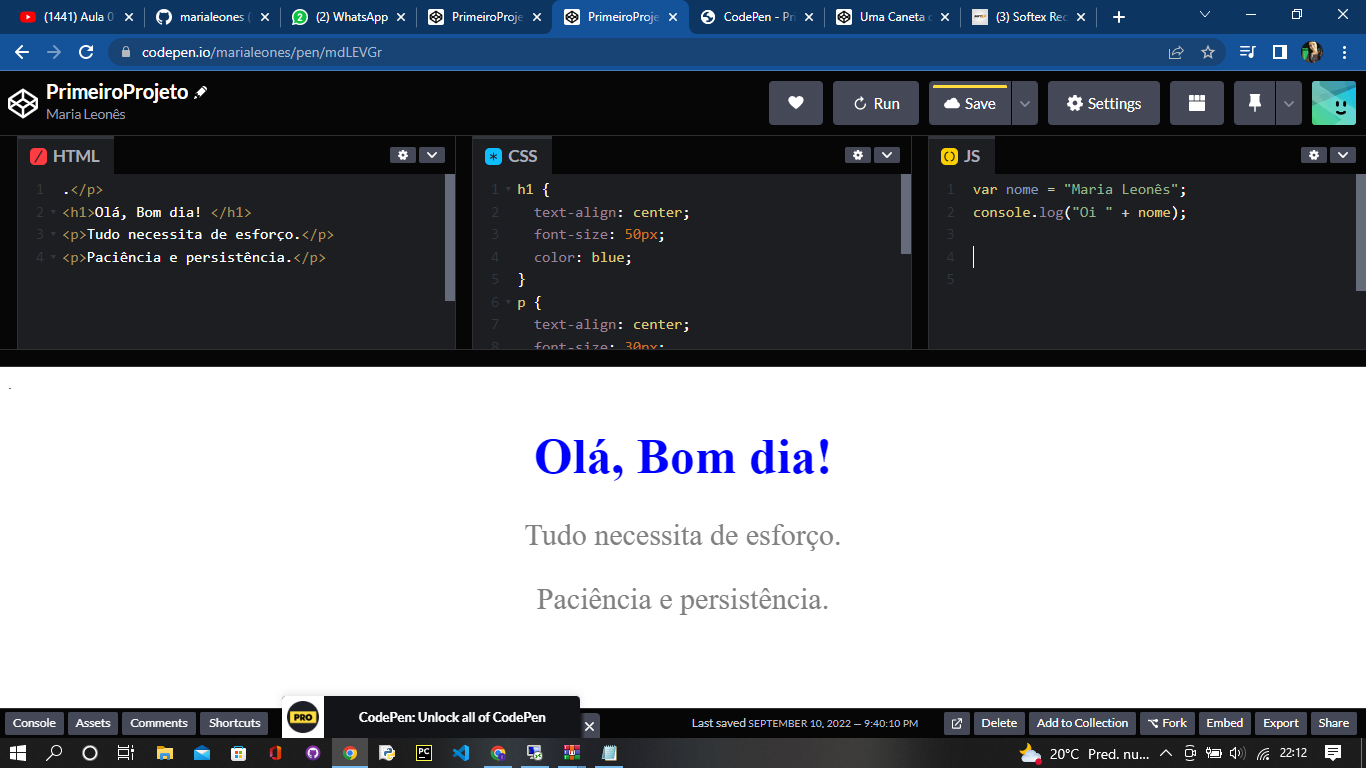 (1441) Aula 0
marialeones (
(2) WhatsApp
PrimeiroProje
PrimeiroProje
CodePen - Pri
Uma Caneta d
(3) Softex Rec
codepen.io/marialeones/pen/mdLEVGr
PrimeiroProjeto
Maria Leonês
Run
Save
Settings
HTML
1 .</p>
2 <h1>Olá, Bom dia! </h1>
3 <p>Tudo necessita de esforço.</p>
4 <p>Paciência e persistência.</p>
CSS
1 h1 {
2 text-align: center;
3 font-size: 50px;
4 color: blue;
5 }
6 p {
7 text-align: center;
8 font-size: 30px;
JS
1 var nome = "Maria Leonês";
2 console.log("Oi " + nome);
3
4
5
.
Olá, Bom dia!
Tudo necessita de esforço.
Paciência e persistência.
Console
Assets
Comments
Shortcuts
PRO
CodePen: Unlock all of CodePen
Last saved SEPTEMBER 10, 2022 — 9:40:10 PM
Delete
Add to Collection
Fork
Embed
Export
Share
PC
20°C Pred. nu...
22:12